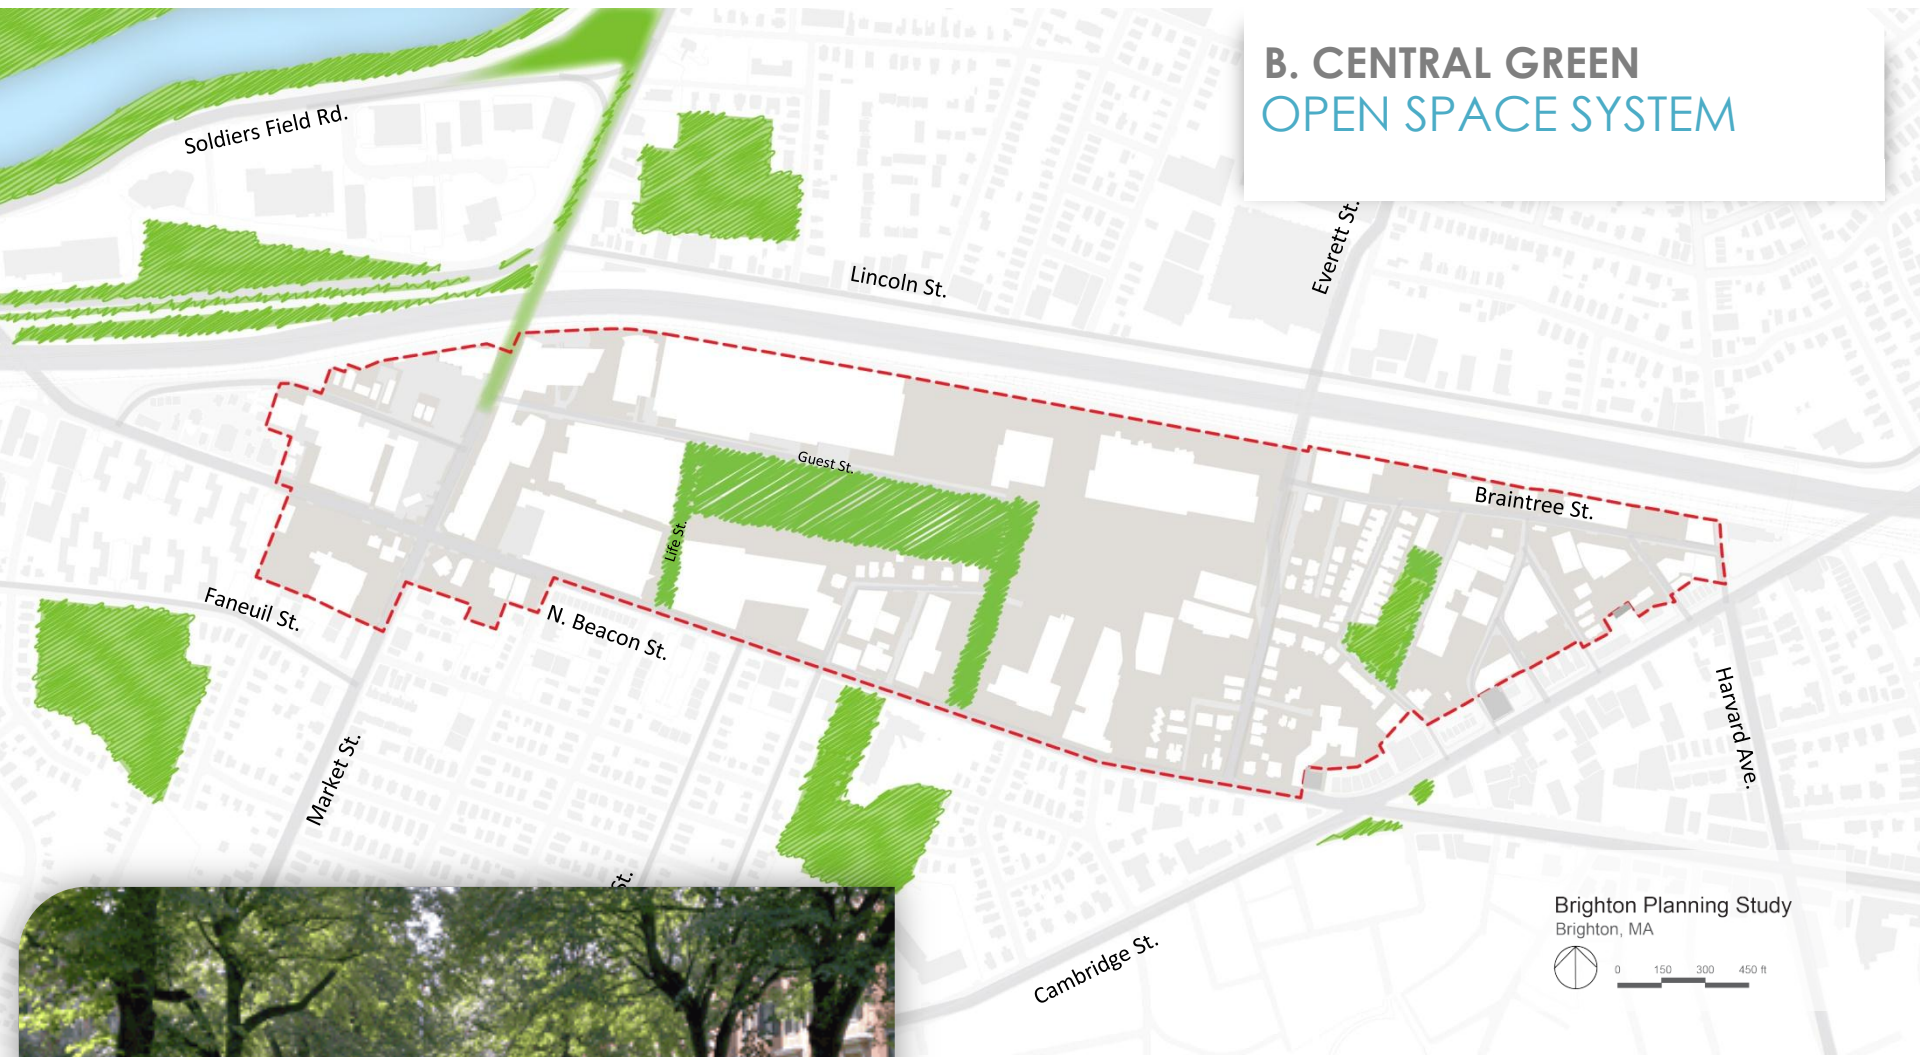 B. CENTRAL GREEN
OPEN SPACE SYSTEM
Soldiers Field Rd.
Everett St.
Lincoln St.
Guest St.
Braintree St.
Life St.
Faneuil St.
N. Beacon St.
Harvard Ave.
Market St.
St.
Cambridge St.
Brighton Planning Study
Brighton, MA
0 150 300 450 ft